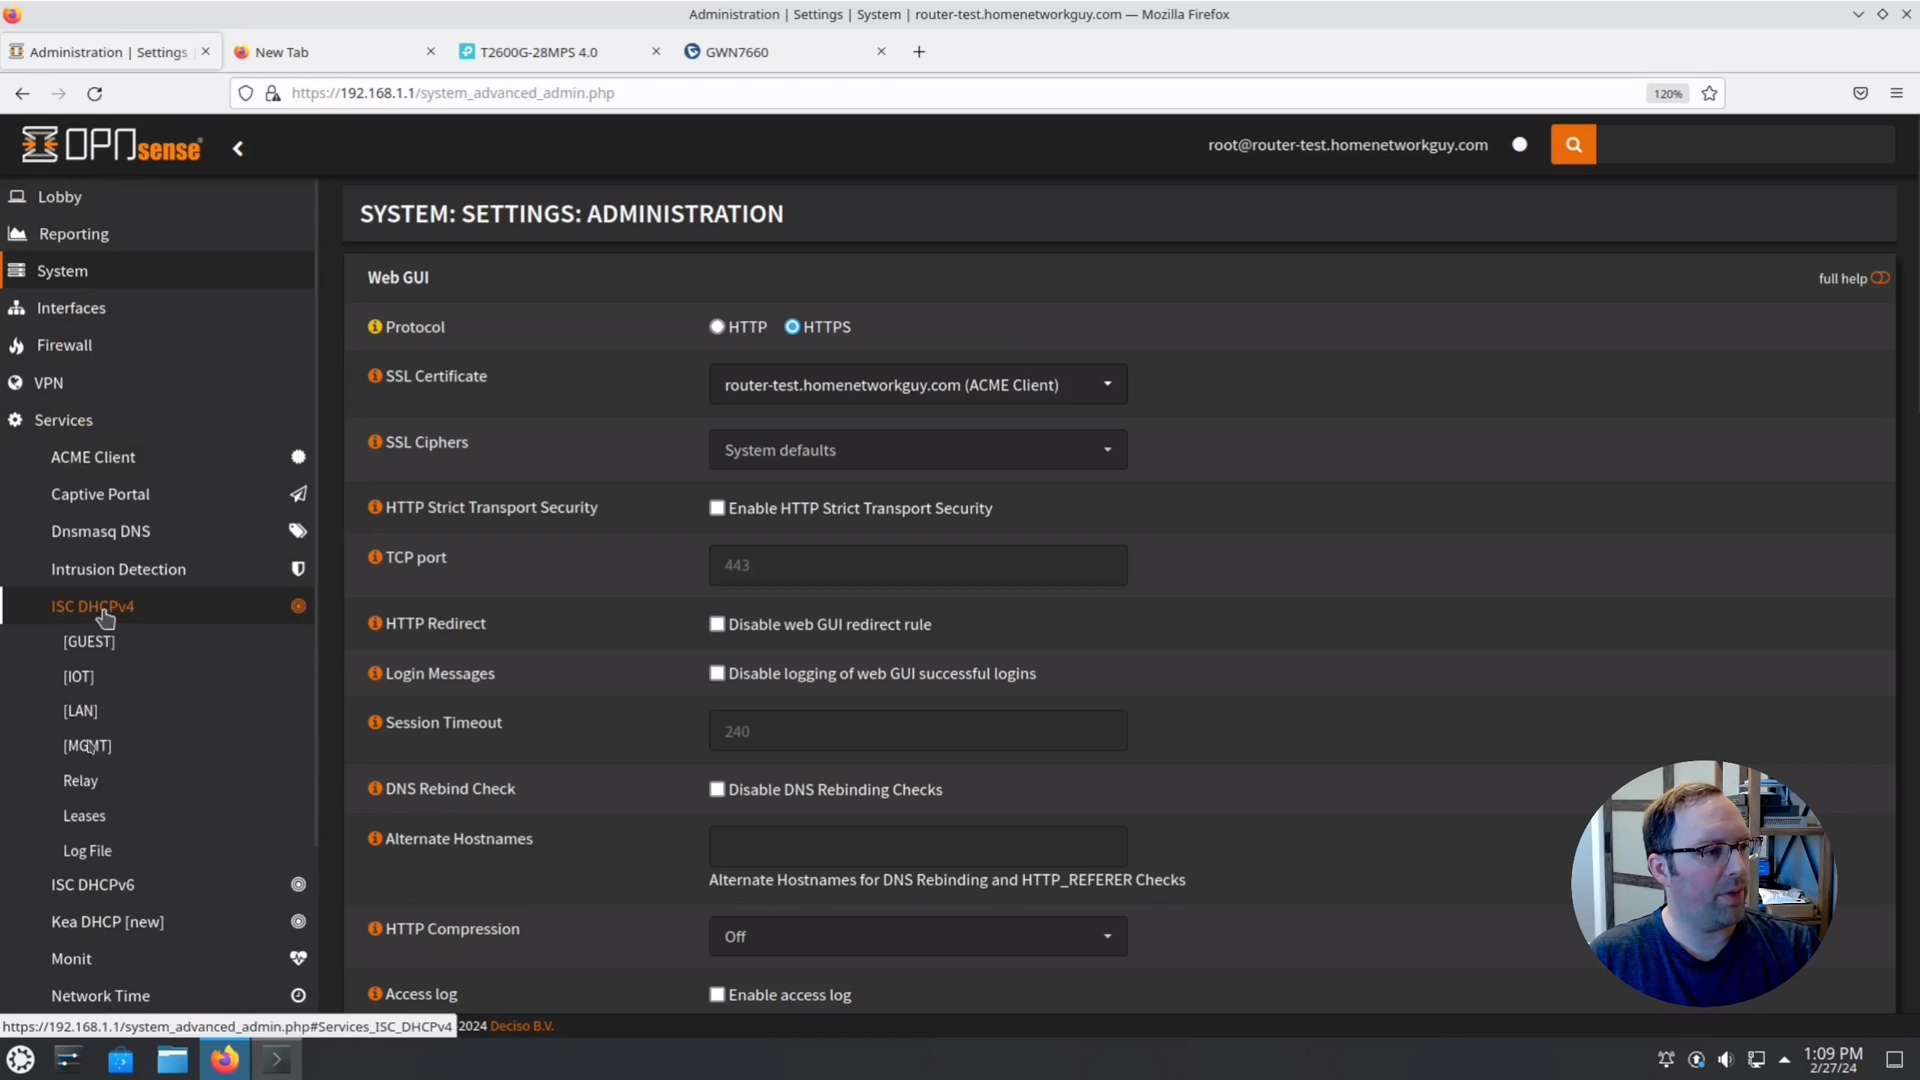 Administration | Settings | System | router-test.homenetworkguy.com — Mozilla Firefox
Administration | Settings
New Tab
T2600G-28MPS 4.0
GWN7660
https://192.168.1.1/system_advanced_admin.php
120%
OPNsense
root@router-test.homenetworkguy.com
Lobby
Reporting
System
Interfaces
Firewall
VPN
Services
ACME Client
Captive Portal
Dnsmasq DNS
Intrusion Detection
ISC DHCPv4
[GUEST]
[IOT]
[LAN]
[MGMT]
Relay
Leases
Log File
ISC DHCPv6
Kea DHCP [new]
Monit
Network Time
SYSTEM: SETTINGS: ADMINISTRATION
Web GUI
full help
Protocol
HTTP HTTPS
SSL Certificate
router-test.homenetworkguy.com (ACME Client)
SSL Ciphers
System defaults
HTTP Strict Transport Security
Enable HTTP Strict Transport Security
TCP port
443
HTTP Redirect
Disable web GUI redirect rule
Login Messages
Disable logging of web GUI successful logins
Session Timeout
240
DNS Rebind Check
Disable DNS Rebinding Checks
Alternate Hostnames
Alternate Hostnames for DNS Rebinding and HTTP_REFERER Checks
HTTP Compression
Off
Access log
Enable access log
https://192.168.1.1/system_advanced_admin.php#Services_ISC_DHCPv4
-2024 Deciso B.V.
1:09 PM
2/27/24